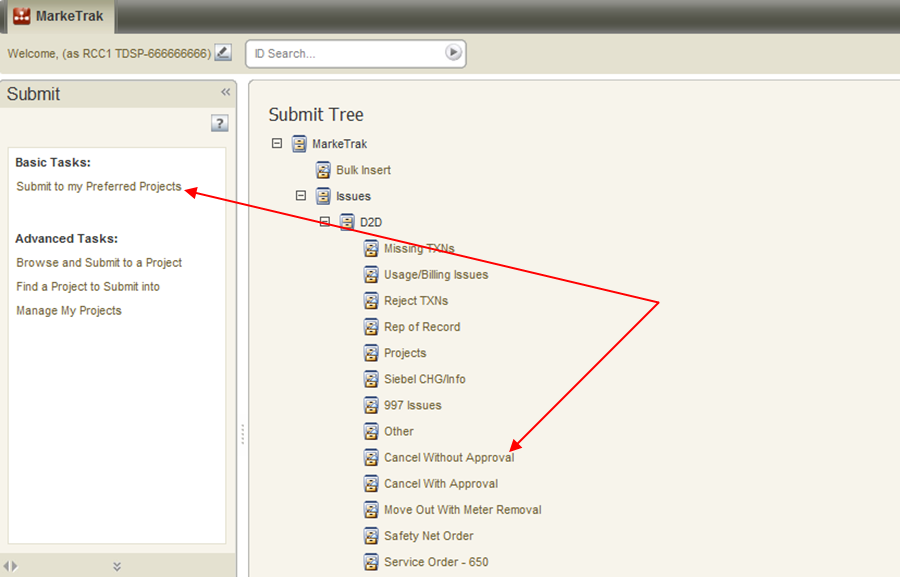 MarkeTrak
Welcome, (as RCC1 TDSP-666666666)
ID Search...
Submit
«
?
Basic Tasks:
Submit to my Preferred Projects
Advanced Tasks:
Browse and Submit to a Project
Find a Project to Submit into
Manage My Projects
Submit Tree
MarkeTrak
Bulk Insert
Issues
D2D
Missing TXNs
Usage/Billing Issues
Reject TXNs
Rep of Record
Projects
Siebel CHG/Info
997 Issues
Other
Cancel Without Approval
Cancel With Approval
Move Out With Meter Removal
Safety Net Order
Service Order - 650